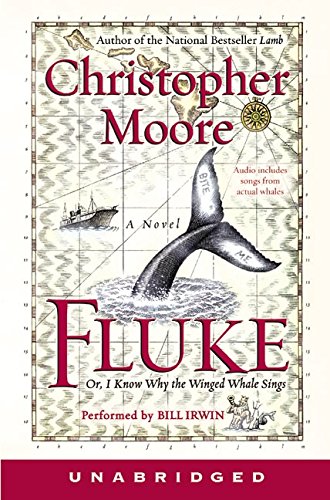 Author of the National Bestseller Lamb
Christopher
Moore
Audio includes
songs from
actual whales
BITE
ME
A Novel
FLUKE
Or, I Know Why the Winged Whale Sings
Performed by BILL IRWIN
UNABRIDGED